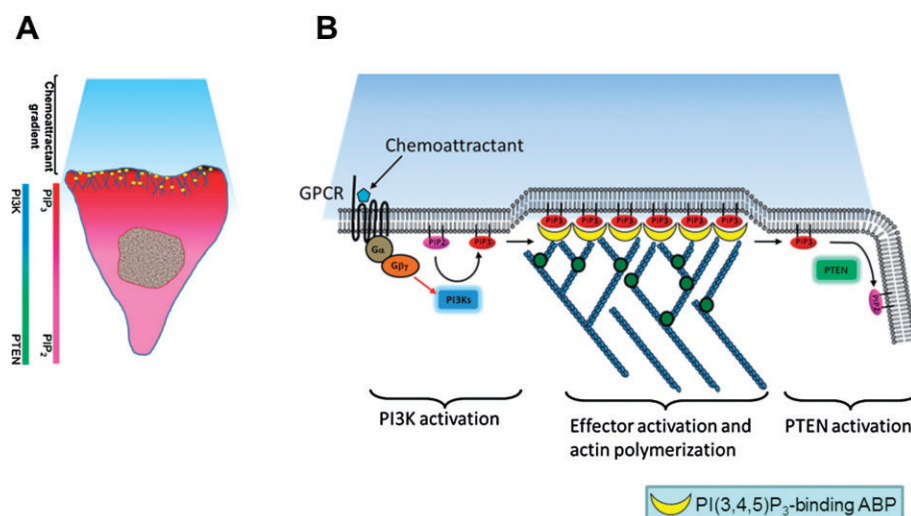 A
B
Chemoattractant
gradient
PI3K
PIP3
PTEN
PIP2
Chemoattractant
GPCR
Gα
Gβγ
PIP2
PIP3
PI3Ks
PIP3
PIP3
PIP3
PIP3
PIP3
PIP3
PIP3
PTEN
PIP2
PI3K activation
Effector activation and
actin polymerization
PTEN activation
PI(3,4,5)P3-binding ABP